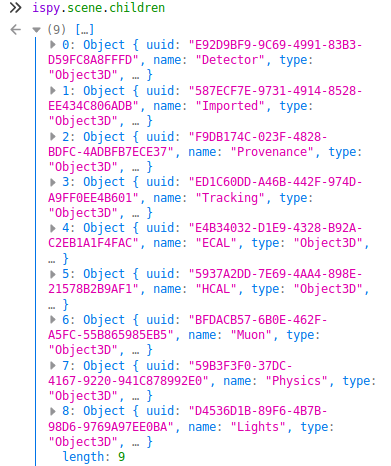 ≫ ispy.scene.children
← ▼ (9) […]
▶ 0: Object { uuid: "E92D9BF9-9C69-4991-83B3-
D59FC8A8FFFD", name: "Detector", type:
"Object3D", … }
▶ 1: Object { uuid: "587ECF7E-9731-4914-8528-
EE434C806ADB", name: "Imported", type:
"Object3D", … }
▶ 2: Object { uuid: "F9DB174C-023F-4828-
BDFC-4ADBFB7ECE37", name: "Provenance", type:
"Object3D", … }
▶ 3: Object { uuid: "ED1C60DD-A46B-442F-974D-
A9FF0EE4B601", name: "Tracking", type:
"Object3D", … }
▶ 4: Object { uuid: "E4B34032-D1E9-4328-B92A-
C2EB1A1F4FAC", name: "ECAL", type: "Object3D",
… }
▶ 5: Object { uuid: "5937A2DD-7E69-4AA4-898E-
21578B2B9AF1", name: "HCAL", type: "Object3D",
… }
▶ 6: Object { uuid: "BFDACB57-6B0E-462F-
A5FC-55B865985EB5", name: "Muon", type:
"Object3D", … }
▶ 7: Object { uuid: "59B3F3F0-37DC-
4167-9220-941C878992E0", name: "Physics", type:
"Object3D", … }
▶ 8: Object { uuid: "D4536D1B-89F6-4B7B-
98D6-9769A97EE0BA", name: "Lights", type:
"Object3D", … }
length: 9